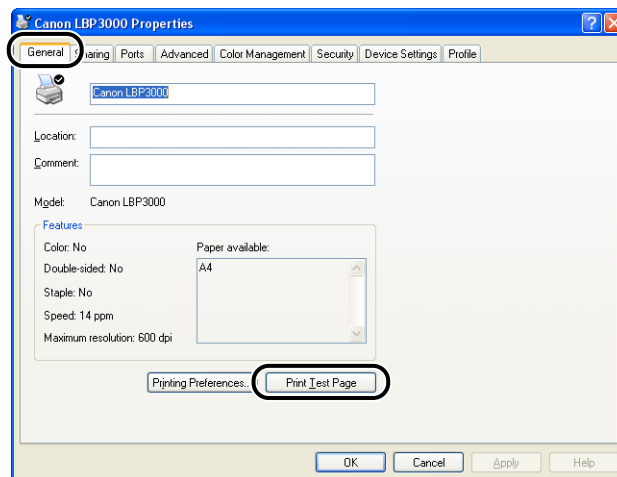 Canon LBP3000 Properties
General Sharing Ports Advanced Color Management Security Device Settings Profile
Canon LBP3000
Location:
Comment:
Model: Canon LBP3000
Features
Color: No Paper available:
Double-sided: No A4
Staple: No
Speed: 14 ppm
Maximum resolution: 600 dpi
Printing Preferences... Print Test Page
OK Cancel Apply Help